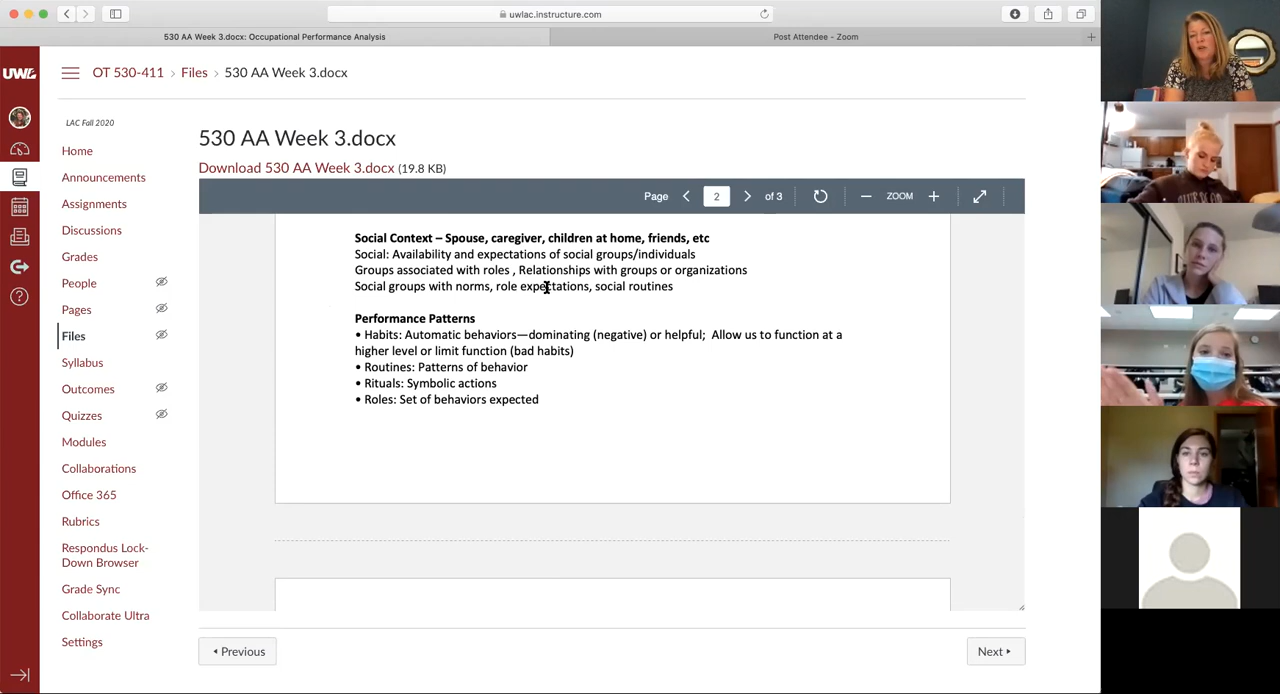 uwlac.instructure.com
530 AA Week 3.docx: Occupational Performance Analysis
Post Attendee - Zoom
UWL
OT 530-411 > Files > 530 AA Week 3.docx
LAC Fall 2020
Home
Announcements
Assignments
Discussions
Grades
People
Pages
Files
Syllabus
Outcomes
Quizzes
Modules
Collaborations
Office 365
Rubrics
Respondus Lock-
Down Browser
Grade Sync
Collaborate Ultra
Settings
530 AA Week 3.docx
Download 530 AA Week 3.docx (19.8 KB)
Page 2 of 3 ZOOM
Social Context – Spouse, caregiver, children at home, friends, etc
Social: Availability and expectations of social groups/individuals
Groups associated with roles , Relationships with groups or organizations
Social groups with norms, role expectations, social routines
Performance Patterns
• Habits: Automatic behaviors—dominating (negative) or helpful; Allow us to function at a
higher level or limit function (bad habits)
• Routines: Patterns of behavior
• Rituals: Symbolic actions
• Roles: Set of behaviors expected
Previous
Next